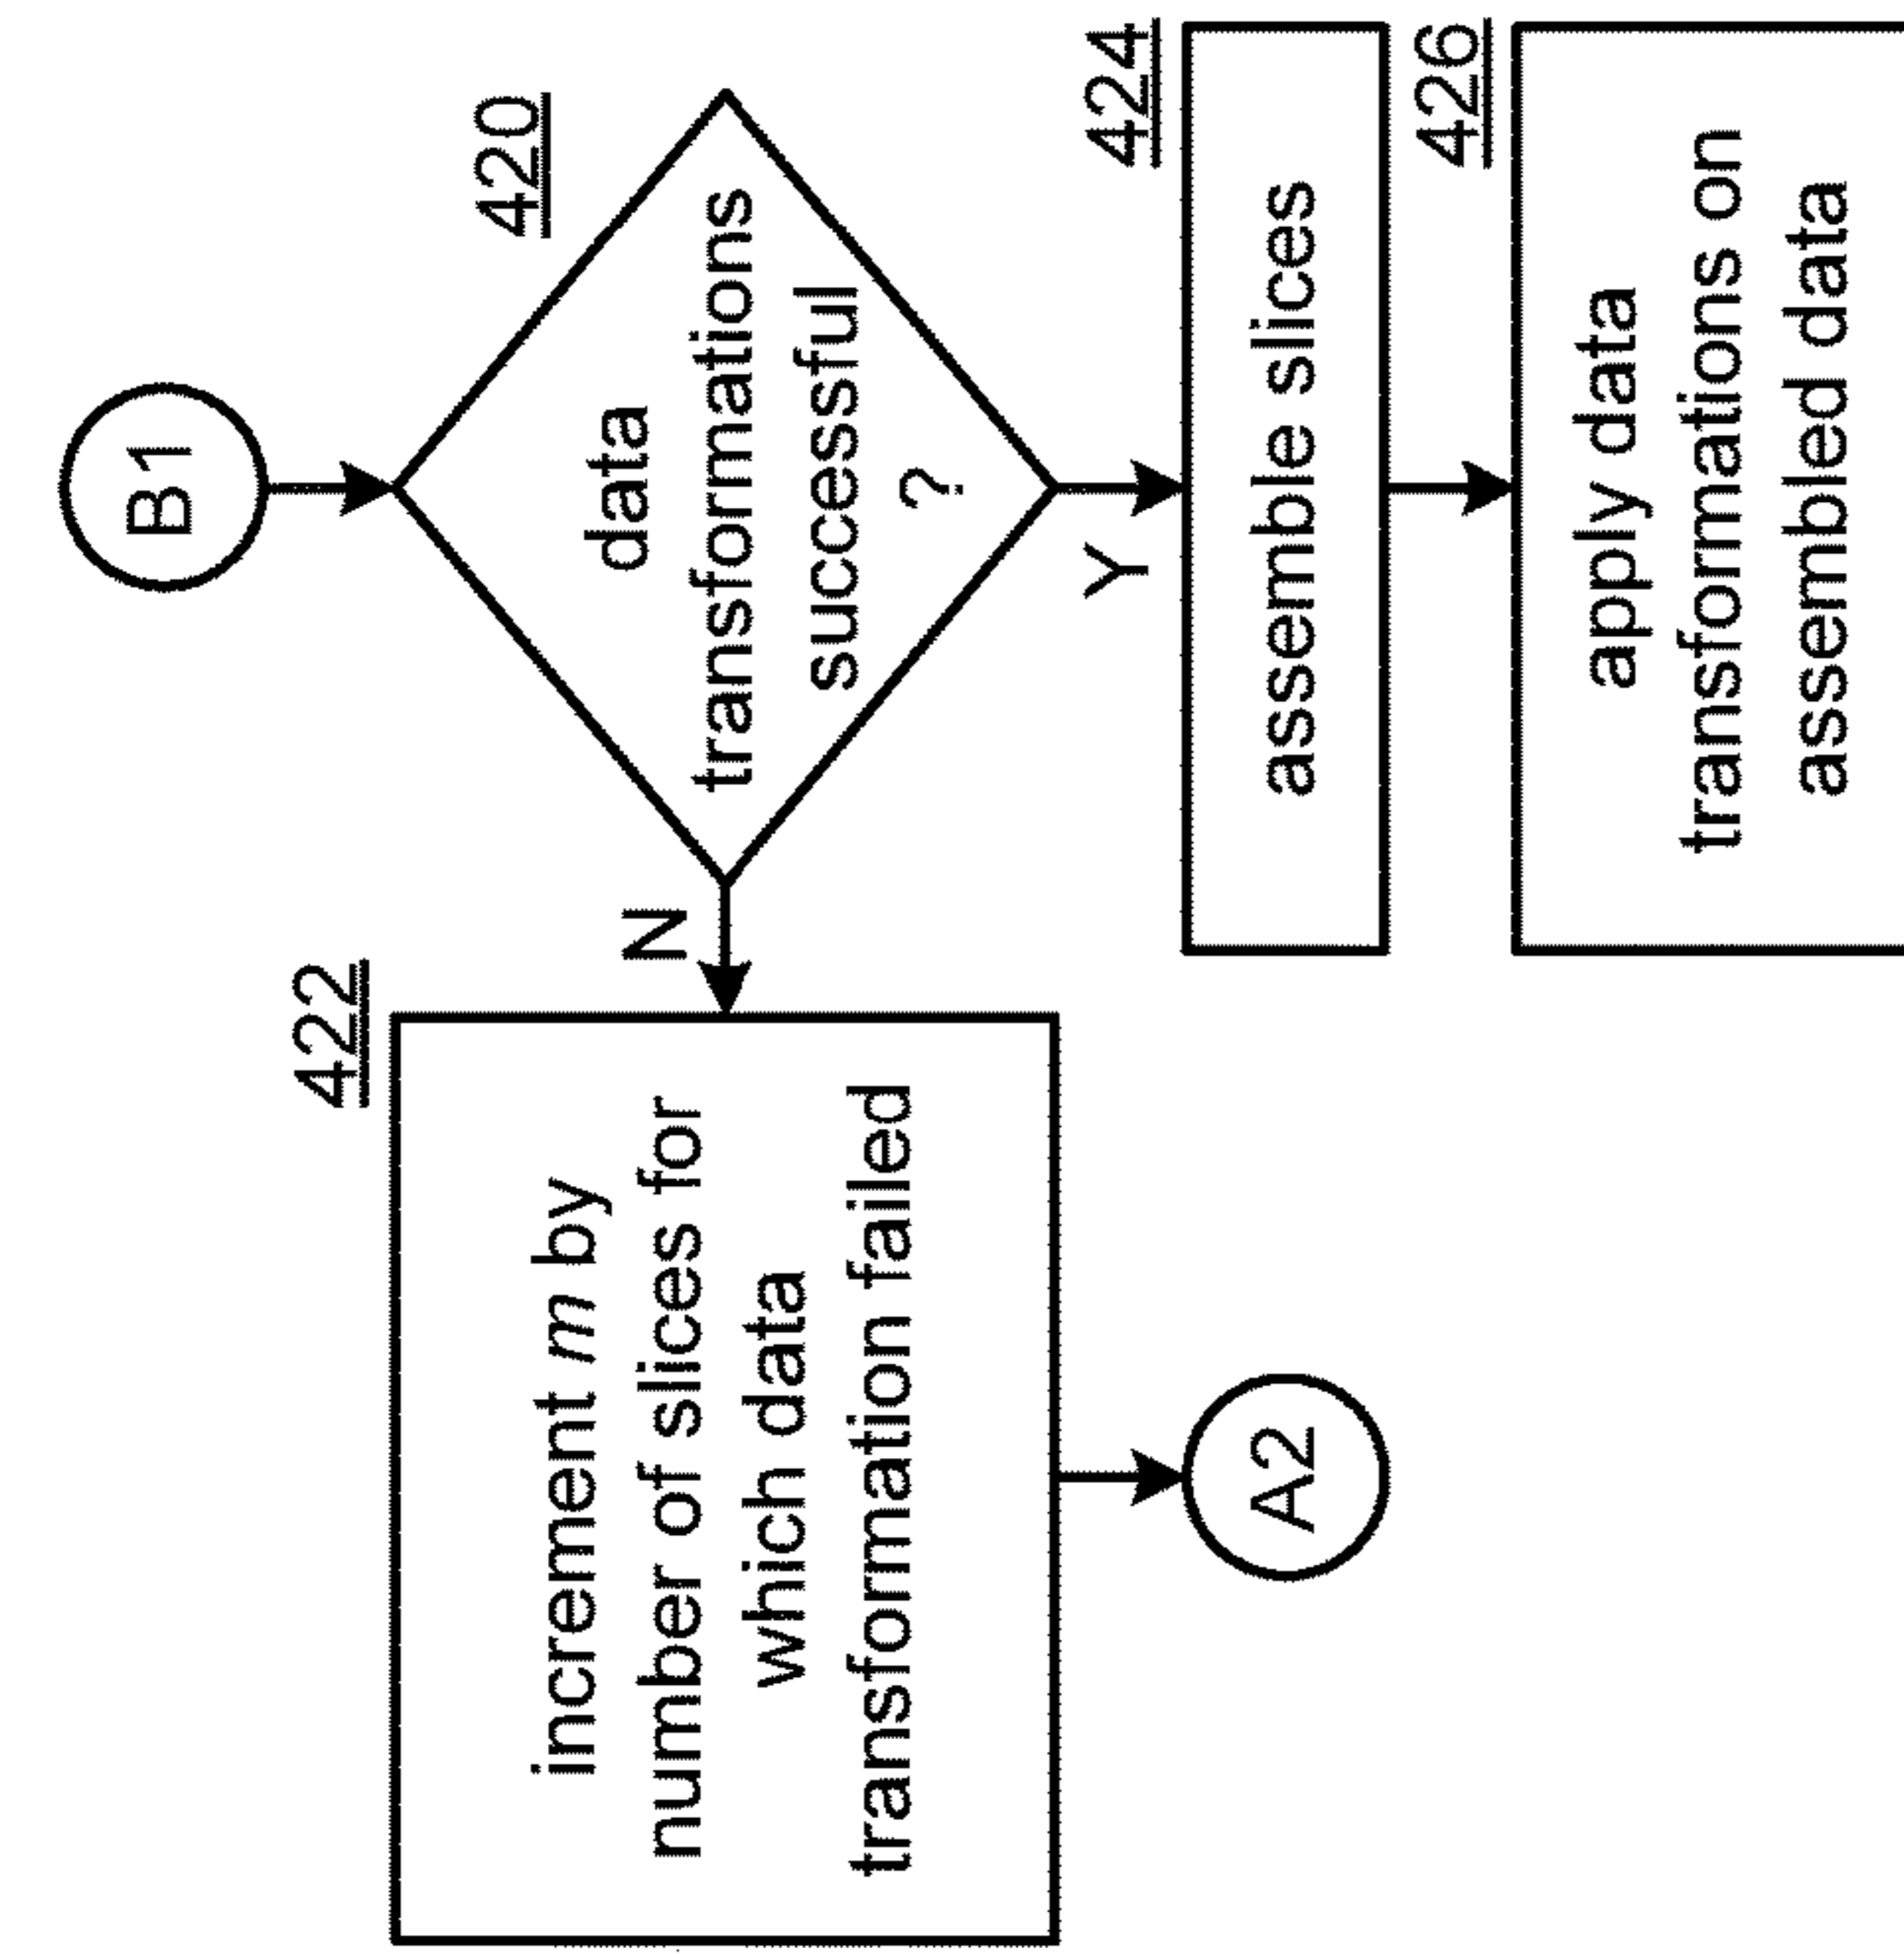 B1
420
data
transformations
successful
?
N
Y
422
increment m by
number of slices for
which data
transformation failed
A2
424
assemble slices
426
apply data
transformations on
assembled data